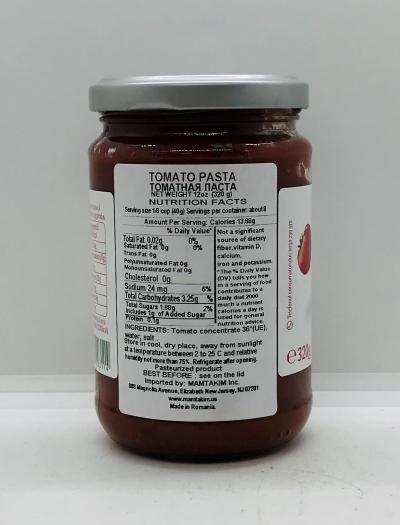 TOMATO PASTA
ТОМАТНАЯ ПАСТА
NET WEIGHT 12oz (320 g)
NUTRITION FACTS
Serving size 1/8 cup (40g) Servings per container: about8
Amount Per Serving: Calories 13.88g
% Daily Value*
Total Fat 0.02g 0%
Saturated Fat 0g 0%
Trans Fat 0g
Polyunsaturated Fat 0g
Monounsaturated Fat 0g
Cholesterol 0g
Sodium 24 mg 6%
Total Carbohydrates 3.25g %
Total Sugars 1.88g 2%
Includes 1g of Added Sugar
Protein 0.1g
Not a significant
source of dietary
fiber,vitamin D,
calcium,
iron and potassium.
*The % Daily Value
(DV) tells you how
much a nutrient
in a serving of food
contributes to a
daily diet 2000
calories a day is
used for general
nutrition advice.
INGREDIENTS: Tomato concentrate 36°(UE),
water, salt
Store in cool, dry place, away from sunlight
at a temperature between 2 to 25 C and relative
humidity not more than 75%. Refrigerate after opening.
Pasteurized product
BEST BEFORE : see on the lid
Imported by: MAMTAKIM Inc.
888 Magnolia Avenue, Elizabeth New Jersey, NJ 07201
www.mamtakim.us
Made in Romania.
℮320g